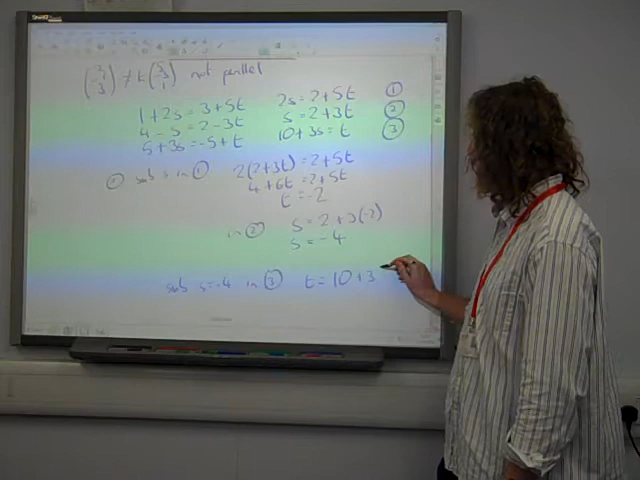 (2 -1 3) ≠ k(5 -3 1) not parallel
1+2s = 3+5t 2s = 2+5t ①
4 - s = 2-3t s = 2+3t ②
5+3s = -5+t 10+3s = t ③
② sub s in ① 2(2+3t) = 2+5t
4+6t = 2+5t
t = -2
in ② s = 2+3(-2)
s = -4
sub s=-4 in ③ t = 10+3